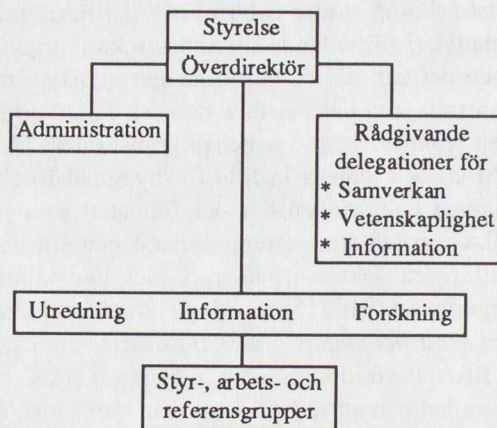 Styrelse
Överdirektör
Administration
Rådgivande
delegationer för
* Samverkan
* Vetenskaplighet
* Information
Utredning Information Forskning
Styr-, arbets- och
referensgrupper